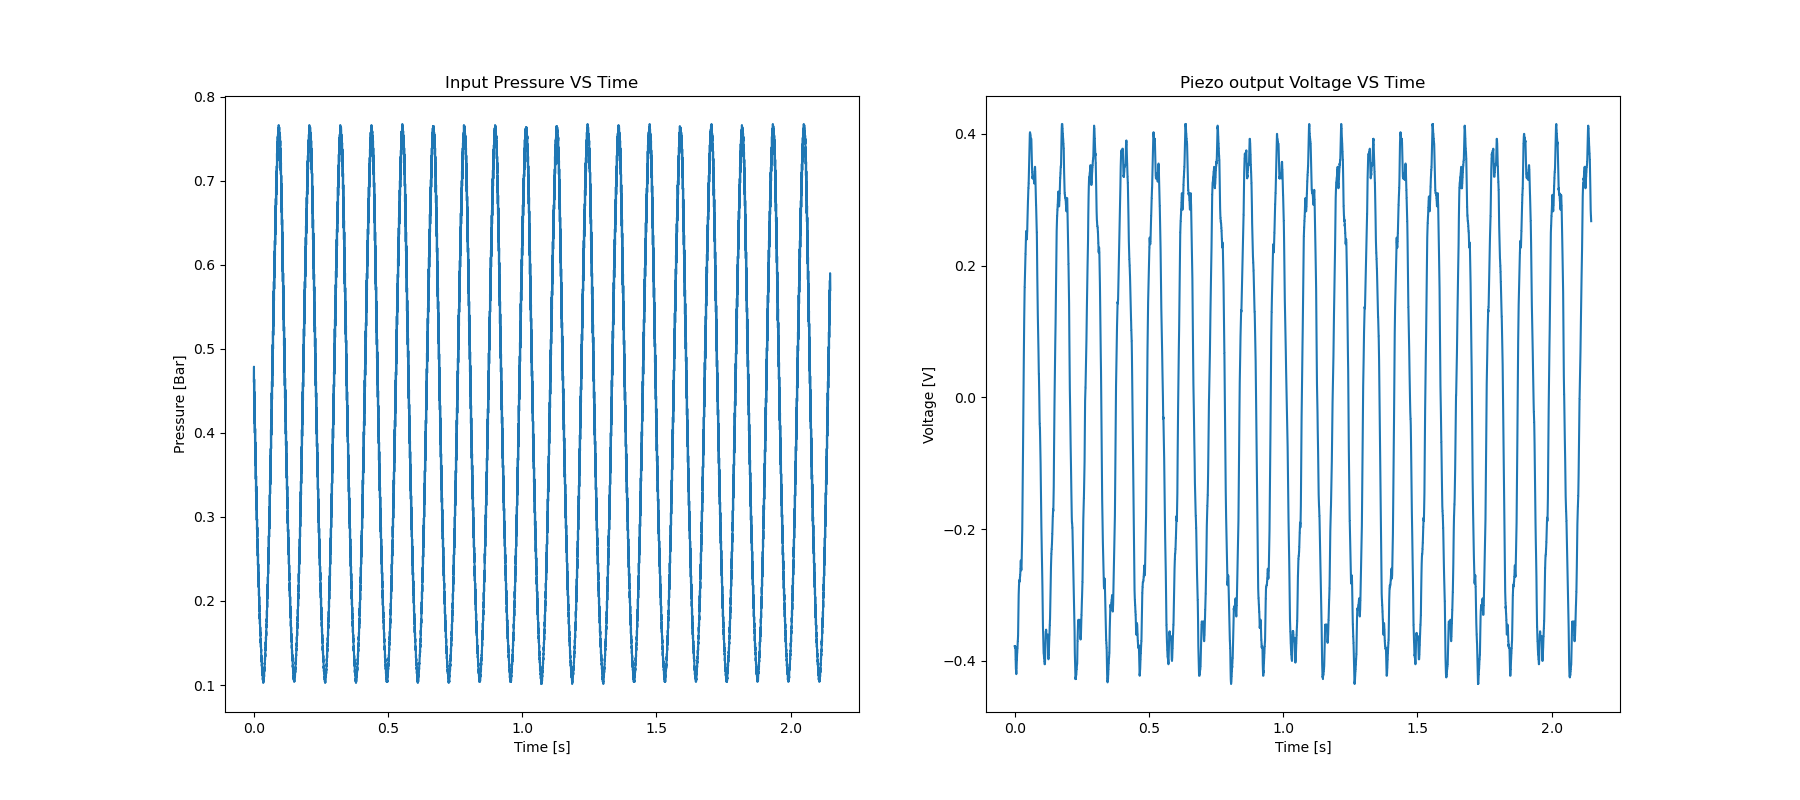 Input Pressure VS Time
Pressure [Bar]
0.8
0.7
0.6
0.5
0.4
0.3
0.2
0.1
0.0 0.5 1.0 1.5 2.0
Time [s]
Piezo output Voltage VS Time
Voltage [V]
0.4
0.2
0.0
−0.2
−0.4
0.0 0.5 1.0 1.5 2.0
Time [s]